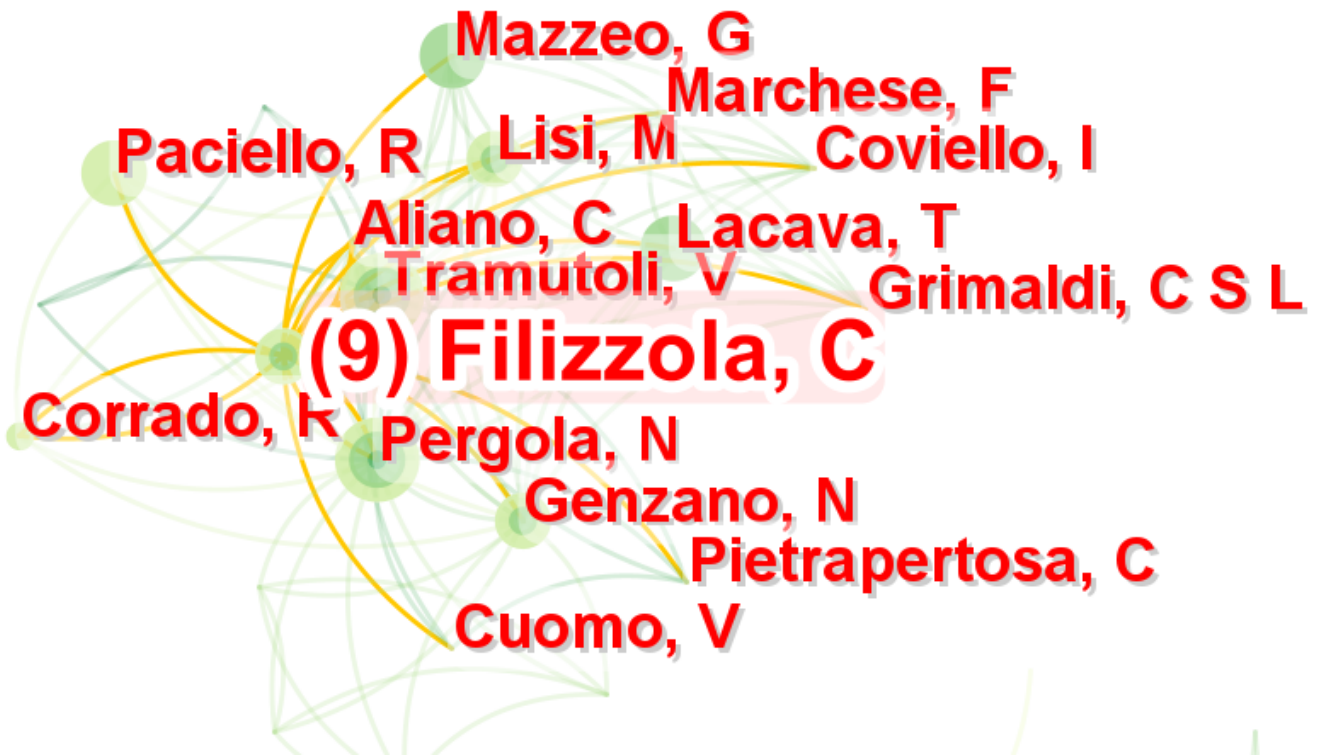 Mazzeo, G
Marchese, F
Lisi, M
Coviello, I
Paciello, R
Aliano, C
Lacava, T
Tramutoli, V
Grimaldi, C S L
(9) Filizzola, C
Corrado, R
Pergola, N
Genzano, N
Pietrapertosa, C
Cuomo, V